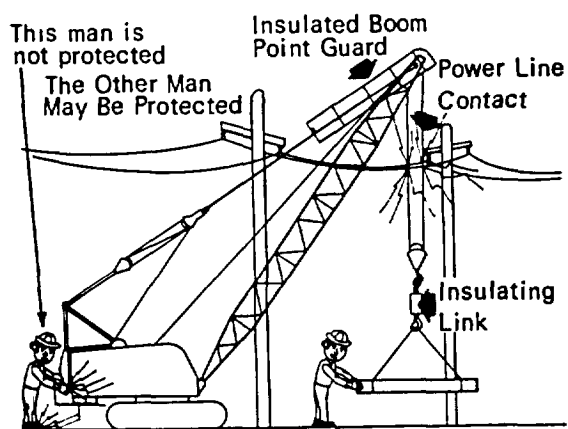 This man is
not protected
The Other Man
May Be Protected
Insulated Boom
Point Guard
Power Line
Contact
Insulating
Link